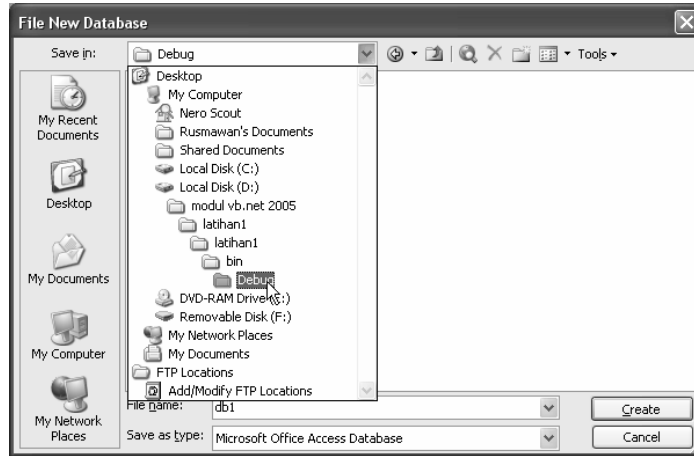 File New Database
Save in:
Debug
Tools
My Recent
Documents
Desktop
My Documents
My Computer
My Network
Places
Desktop
My Computer
Nero Scout
Rusmawan's Documents
Shared Documents
Local Disk (C:)
Local Disk (D:)
modul vb.net 2005
latihan1
latihan1
bin
Debug
DVD-RAM Drive (E:)
Removable Disk (F:)
My Network Places
My Documents
FTP Locations
Add/Modify FTP Locations
File name:
db1
Create
Save as type:
Microsoft Office Access Database
Cancel